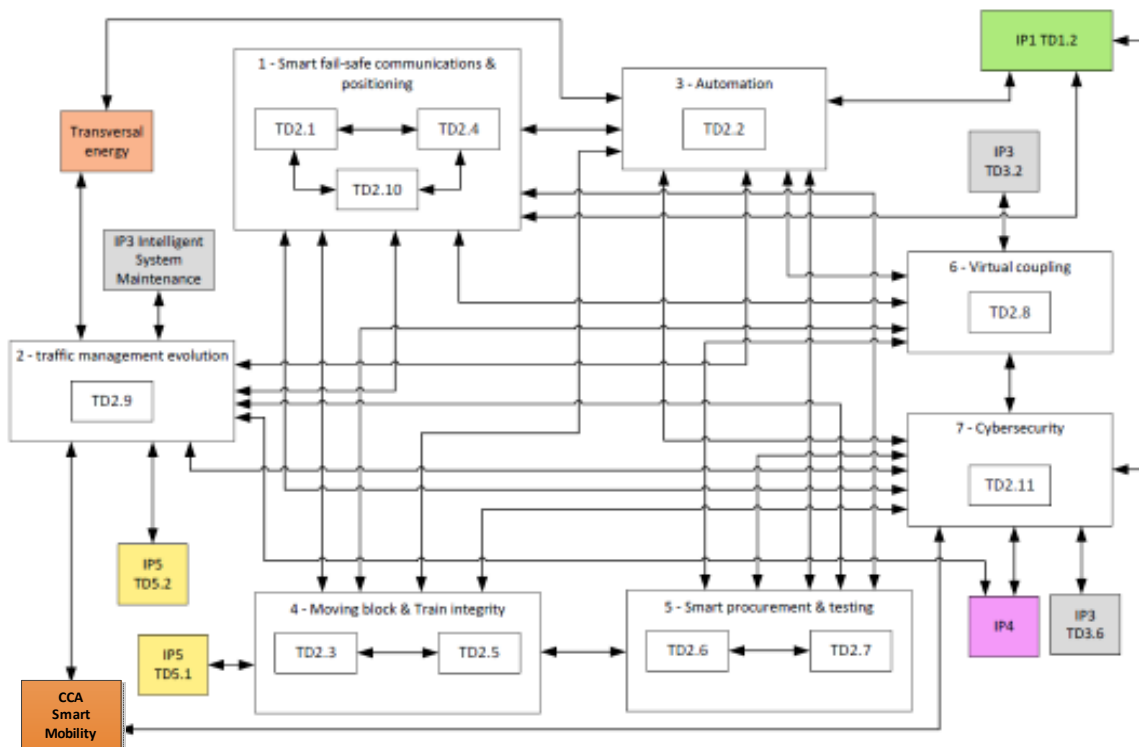 1 - Smart fail-safe communications &
positioning
TD2.1
TD2.4
TD2.10
3 - Automation
TD2.2
IP1 TD1.2
Transversal
energy
IP3
TD3.2
IP3 Intelligent
System
Maintenance
6 - Virtual coupling
TD2.8
2 - traffic management evolution
TD2.9
7 - Cybersecurity
TD2.11
IP5
TD5.2
4 - Moving block & Train integrity
TD2.3
TD2.5
5 - Smart procurement & testing
TD2.6
TD2.7
IP4
IP3
TD3.6
IP5
TD5.1
CCA
Smart
Mobility